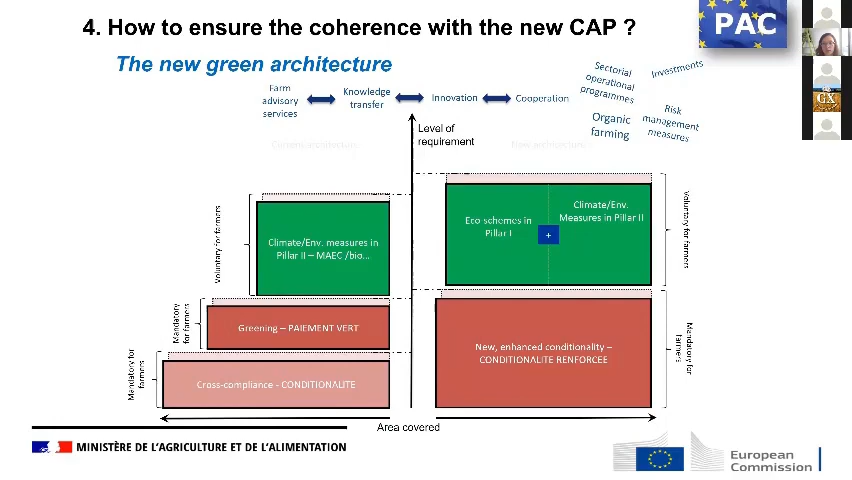 4. How to ensure the coherence with the new CAP ?
PAC
The new green architecture
Farm
advisory
services
Knowledge
transfer
Innovation
Cooperation
Sectorial
operational
programmes
Investments
Organic
farming
Risk
management
measures
Level of
requirement
Current architecture
New architecture
Voluntary for farmers
Climate/Env. measures in
Pillar II – MAEC /bio...
Eco-schemes in
Pillar I
+
Climate/Env.
Measures in Pillar II
Voluntary for farmers
Mandatory
for farmers
Greening – PAIEMENT VERT
New, enhanced conditionality –
CONDITIONALITE RENFORCEE
Mandatory for
farmers
Mandatory for
farmers
Cross-compliance - CONDITIONALITE
Area covered
MINISTÈRE DE L'AGRICULTURE ET DE L'ALIMENTATION
European
Commission
GX